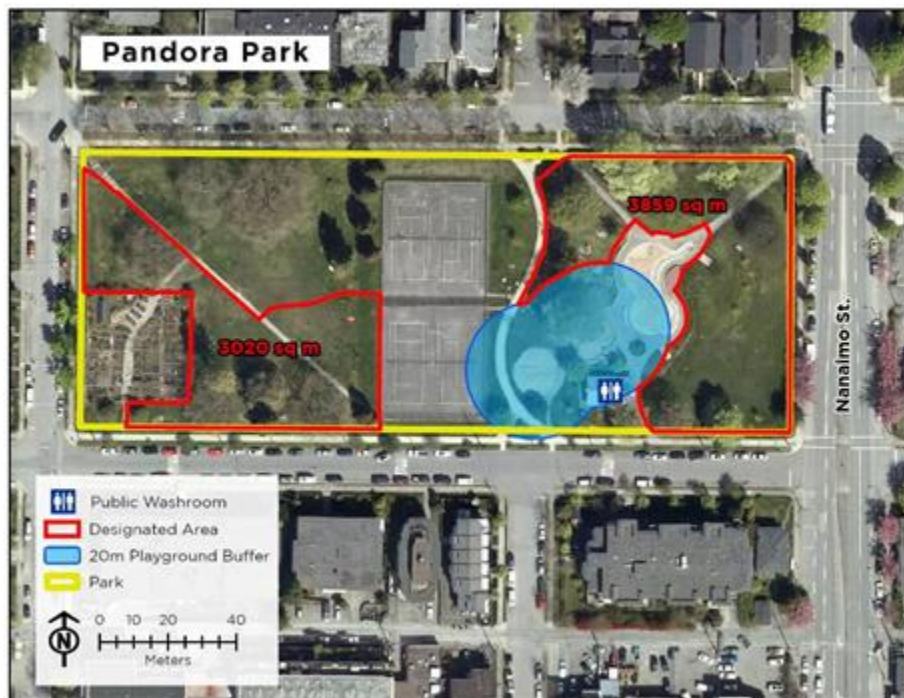 Pandora Park
3859 sq m
3020 sq m
Nanaimo St.
Public Washroom
Designated Area
20m Playground Buffer
Park
N
0 10 20 40
Meters